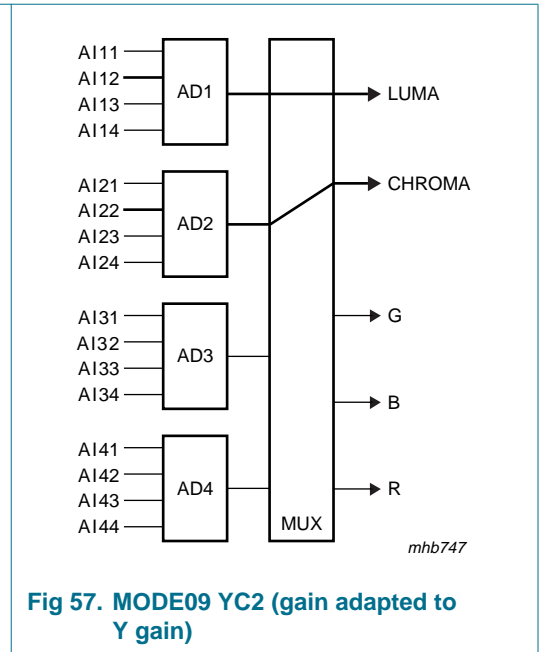 AI11
AI12
AI13
AI14
AD1
LUMA
AI21
AI22
AI23
AI24
AD2
CHROMA
AI31
AI32
AI33
AI34
AD3
G
B
AI41
AI42
AI43
AI44
AD4
R
MUX
mhb747
Fig 57. MODE09 YC2 (gain adapted to
Y gain)